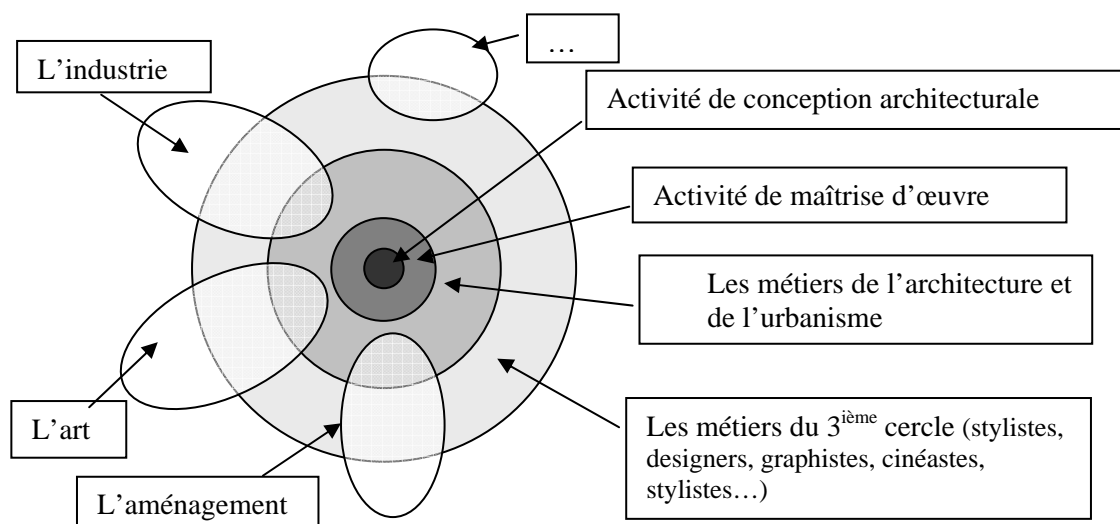 …
L’industrie
Activité de conception architecturale
Activité de maîtrise d’œuvre
Les métiers de l’architecture et
de l’urbanisme
Les métiers du 3ième cercle (stylistes,
designers, graphistes, cinéastes,
stylistes…)
L’art
L’aménagement